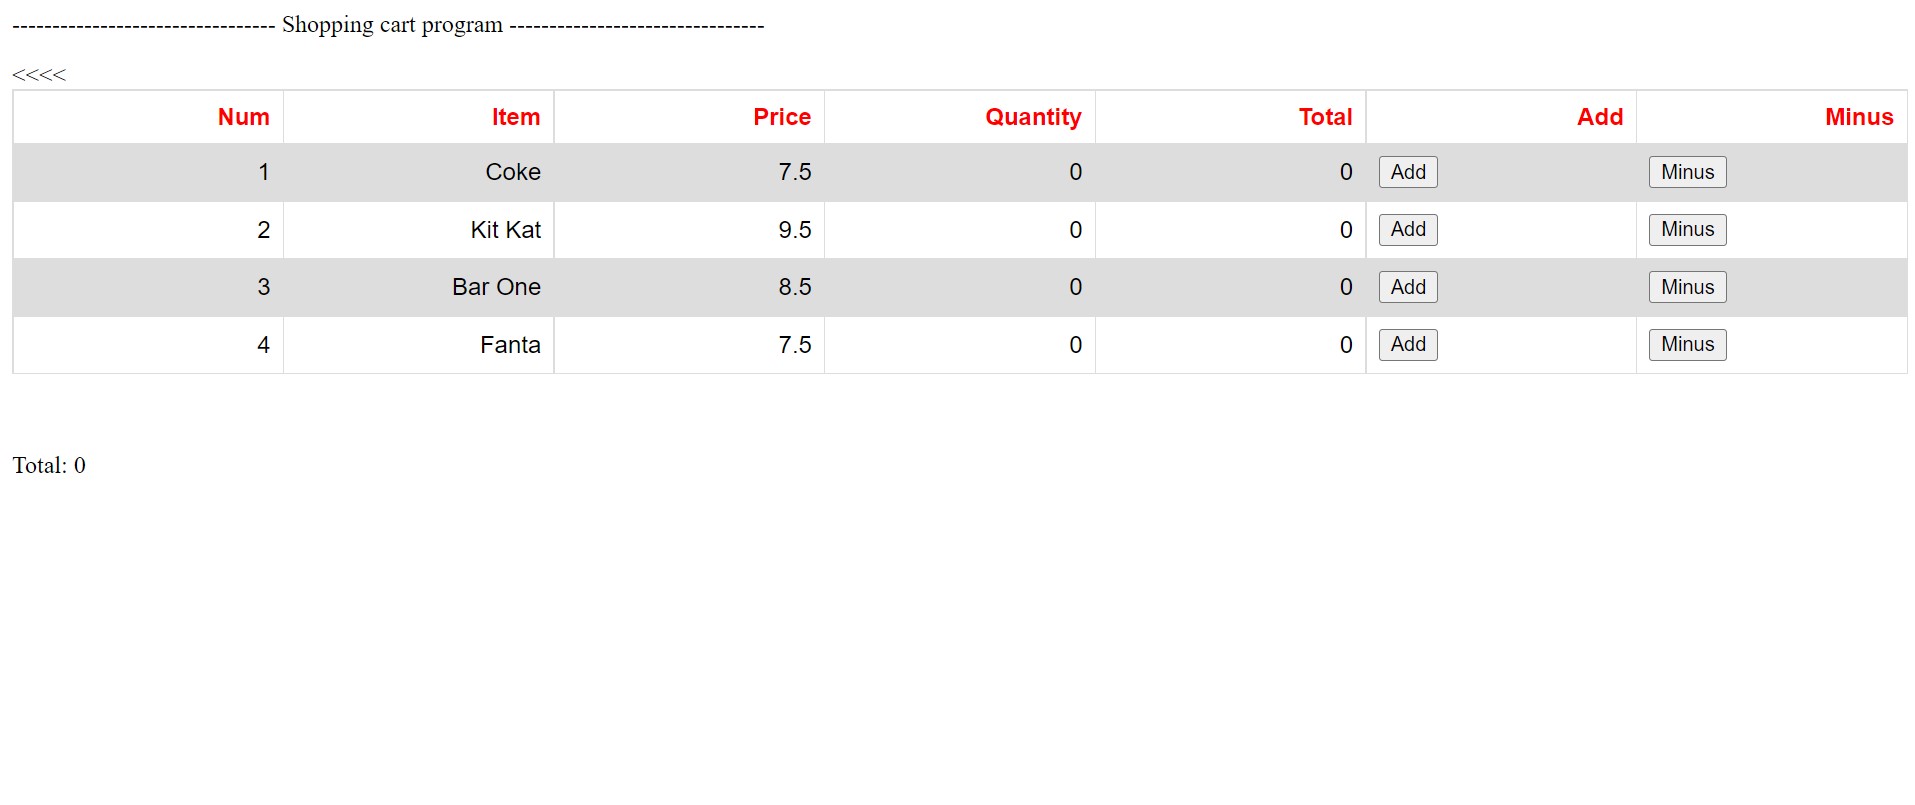 --------------------------------- Shopping cart program --------------------------------
<<<<
Num Item Price Quantity Total Add Minus
1 Coke 7.5 0 0 Add Minus
2 Kit Kat 9.5 0 0 Add Minus
3 Bar One 8.5 0 0 Add Minus
4 Fanta 7.5 0 0 Add Minus
Total: 0